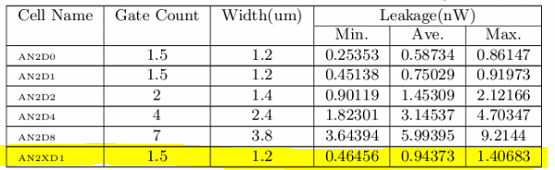 Cell Name Gate Count Width(um) Leakage(nW)
Min. Ave. Max.
AN2D0 1.5 1.2 0.25353 0.58734 0.86147
AN2D1 1.5 1.2 0.45138 0.75029 0.91973
AN2D2 2 1.4 0.90119 1.45309 2.12166
AN2D4 4 2.4 1.82301 3.14537 4.70347
AN2D8 7 3.8 3.64394 5.99395 9.2144
AN2XD1 1.5 1.2 0.46456 0.94373 1.40683